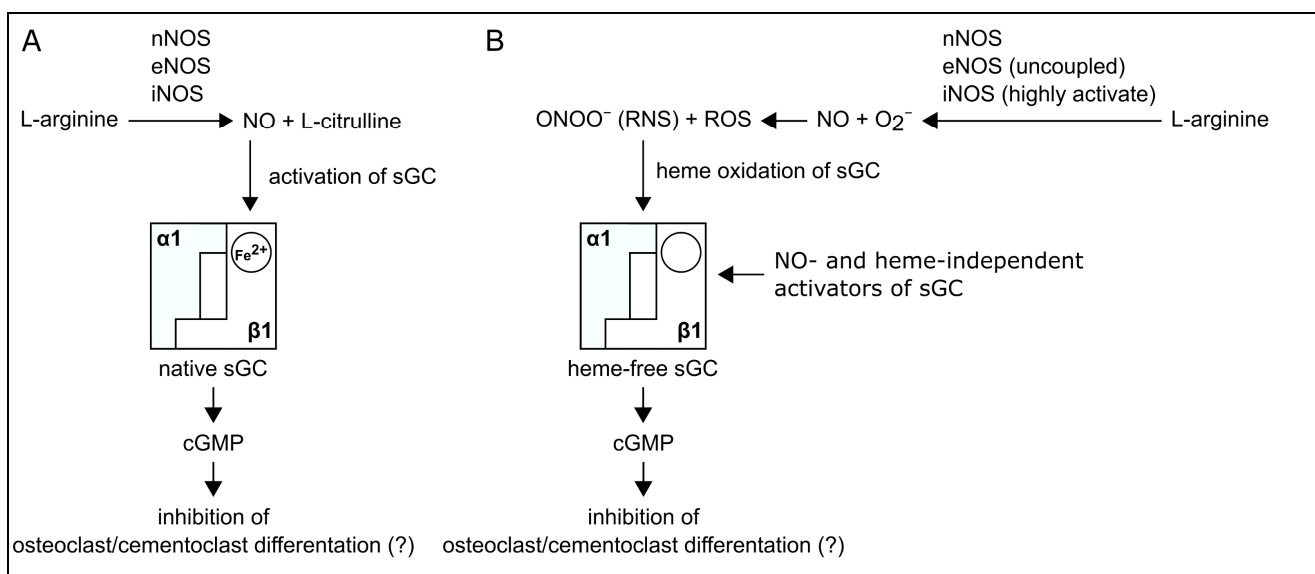 A
nNOS
eNOS
iNOS
L-arginine
NO + L-citrulline
activation of sGC
α1
Fe2+
β1
native sGC
cGMP
inhibition of
osteoclast/cementoclast differentation (?)
B
nNOS
eNOS (uncoupled)
iNOS (highly activate)
ONOO⁻ (RNS) + ROS
NO + O2⁻
L-arginine
heme oxidation of sGC
α1
β1
NO- and heme-independent
activators of sGC
heme-free sGC
cGMP
inhibition of
osteoclast/cementoclast differentation (?)